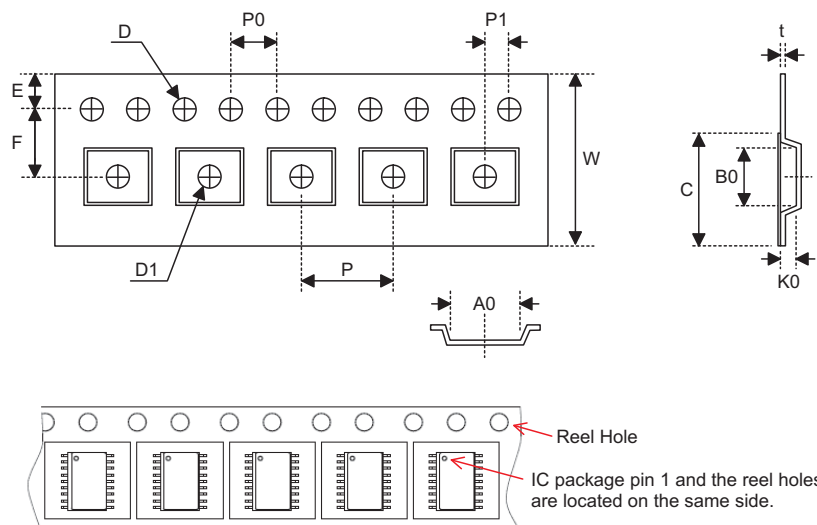 D
P0
P1
t
E
F
W
C
B0
D1
P
K0
A0
Reel Hole
IC package pin 1 and the reel holes
are located on the same side.